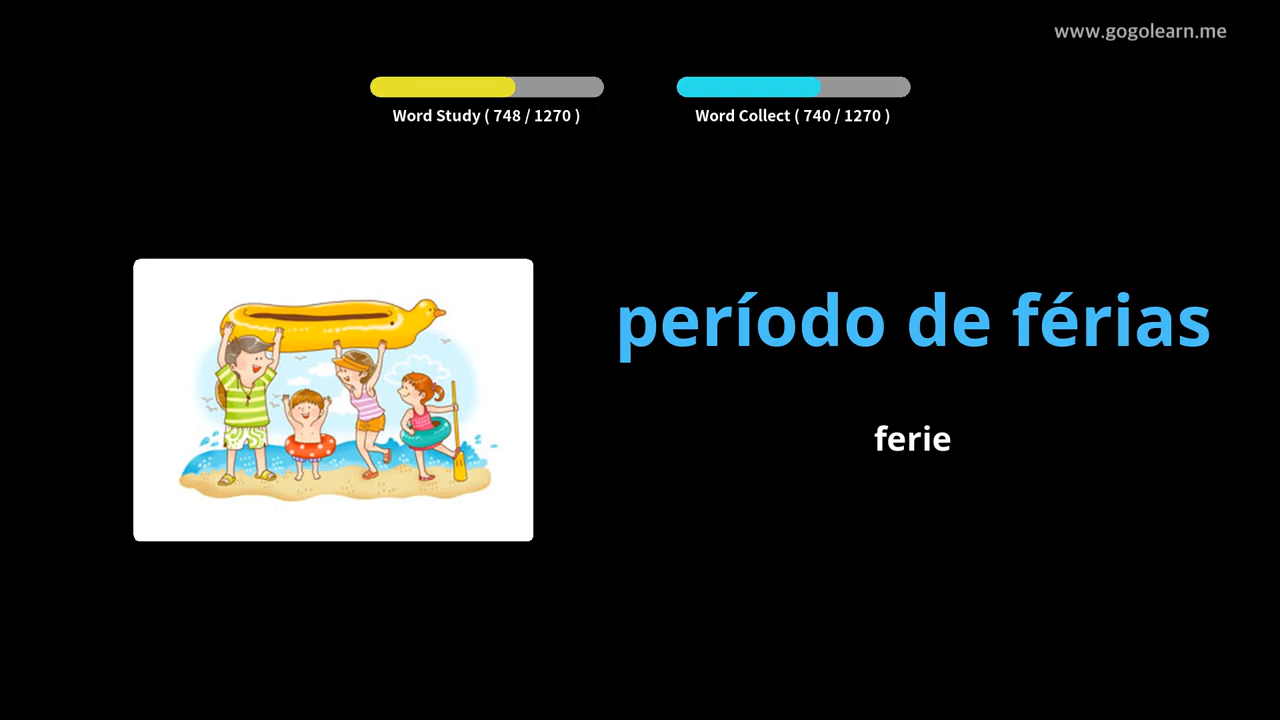 www.gogolearn.me
Word Study ( 748 / 1270 )
Word Collect ( 740 / 1270 )
período de férias
ferie